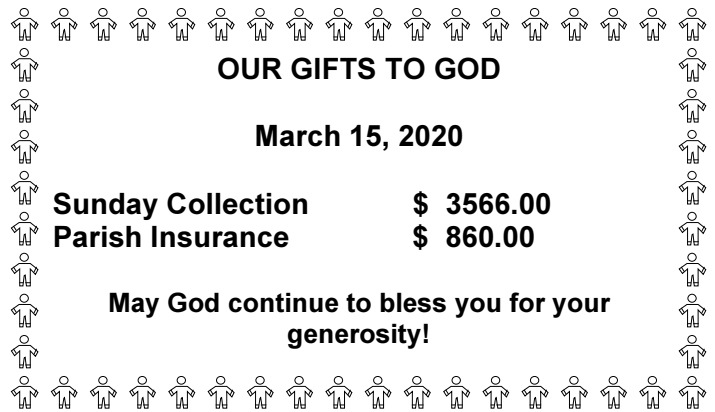 OUR GIFTS TO GOD
March 15, 2020
Sunday Collection $ 3566.00
Parish Insurance $ 860.00
May God continue to bless you for your
generosity!